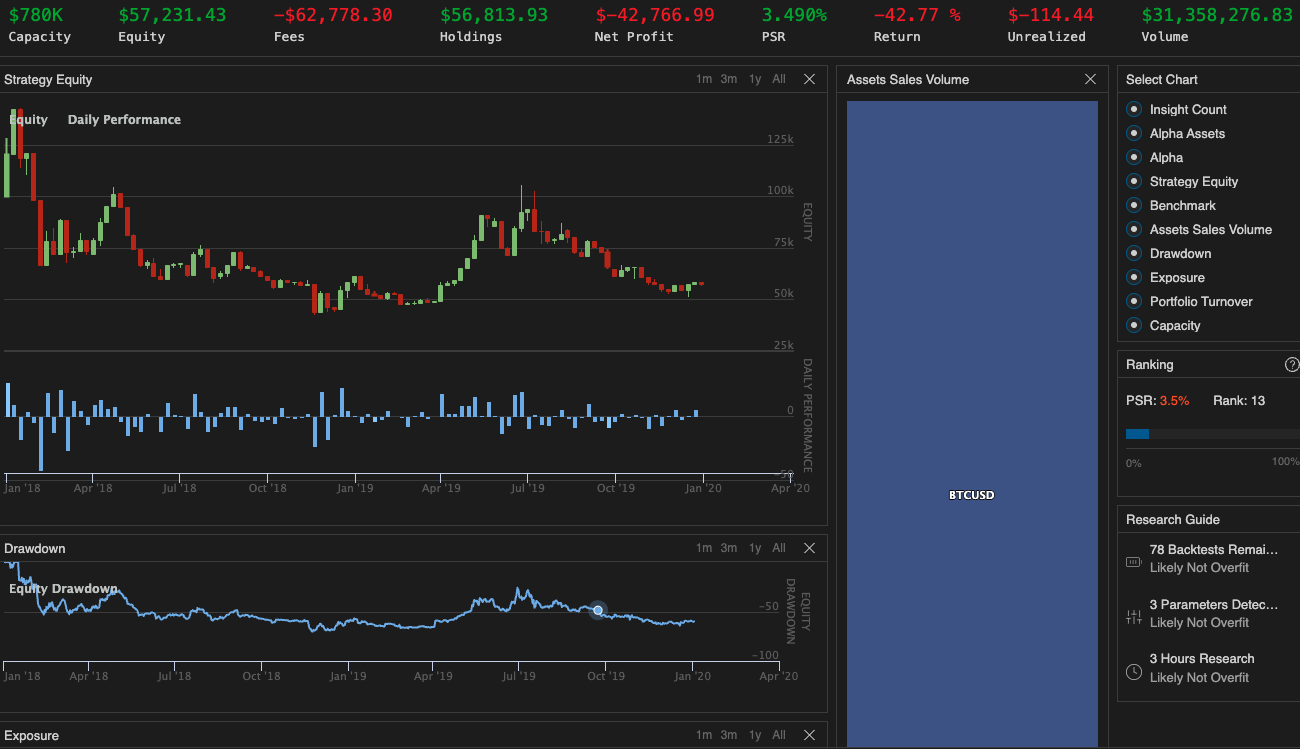 $780K $57,231.43 -$62,778.30 $56,813.93 $-42,766.99 3.490% -42.77 % $-114.44 $31,358,276.83
Capacity Equity Fees Holdings Net Profit PSR Return Unrealized Volume
Strategy Equity 1m 3m 1y All
Equity Daily Performance
125k
100k
75k
50k
25k
EQUITY
0
-50
DAILY PERFORMANCE
Jan '18 Apr '18 Jul '18 Oct '18 Jan '19 Apr '19 Jul '19 Oct '19 Jan '20 Apr '20
Drawdown 1m 3m 1y All
Equity Drawdown
-50
-100
EQUITY
DRAWDOWN
Jan '18 Apr '18 Jul '18 Oct '18 Jan '19 Apr '19 Jul '19 Oct '19 Jan '20 Apr '20
Exposure 1m 3m 1y All
Assets Sales Volume
BTCUSD
Select Chart
Insight Count
Alpha Assets
Alpha
Strategy Equity
Benchmark
Assets Sales Volume
Drawdown
Exposure
Portfolio Turnover
Capacity
Ranking ?
PSR: 3.5% Rank: 13
0% 100%
Research Guide
78 Backtests Remai...
Likely Not Overfit
3 Parameters Detec...
Likely Not Overfit
3 Hours Research
Likely Not Overfit